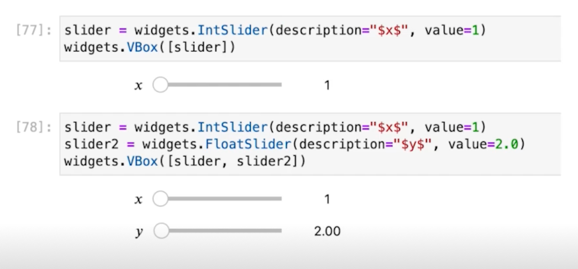 [77]: slider = widgets.IntSlider(description="$x$", value=1)
widgets.VBox([slider])
x 1
[78]: slider = widgets.IntSlider(description="$x$", value=1)
slider2 = widgets.FloatSlider(description="$y$", value=2.0)
widgets.VBox([slider, slider2])
x 1
y 2.00